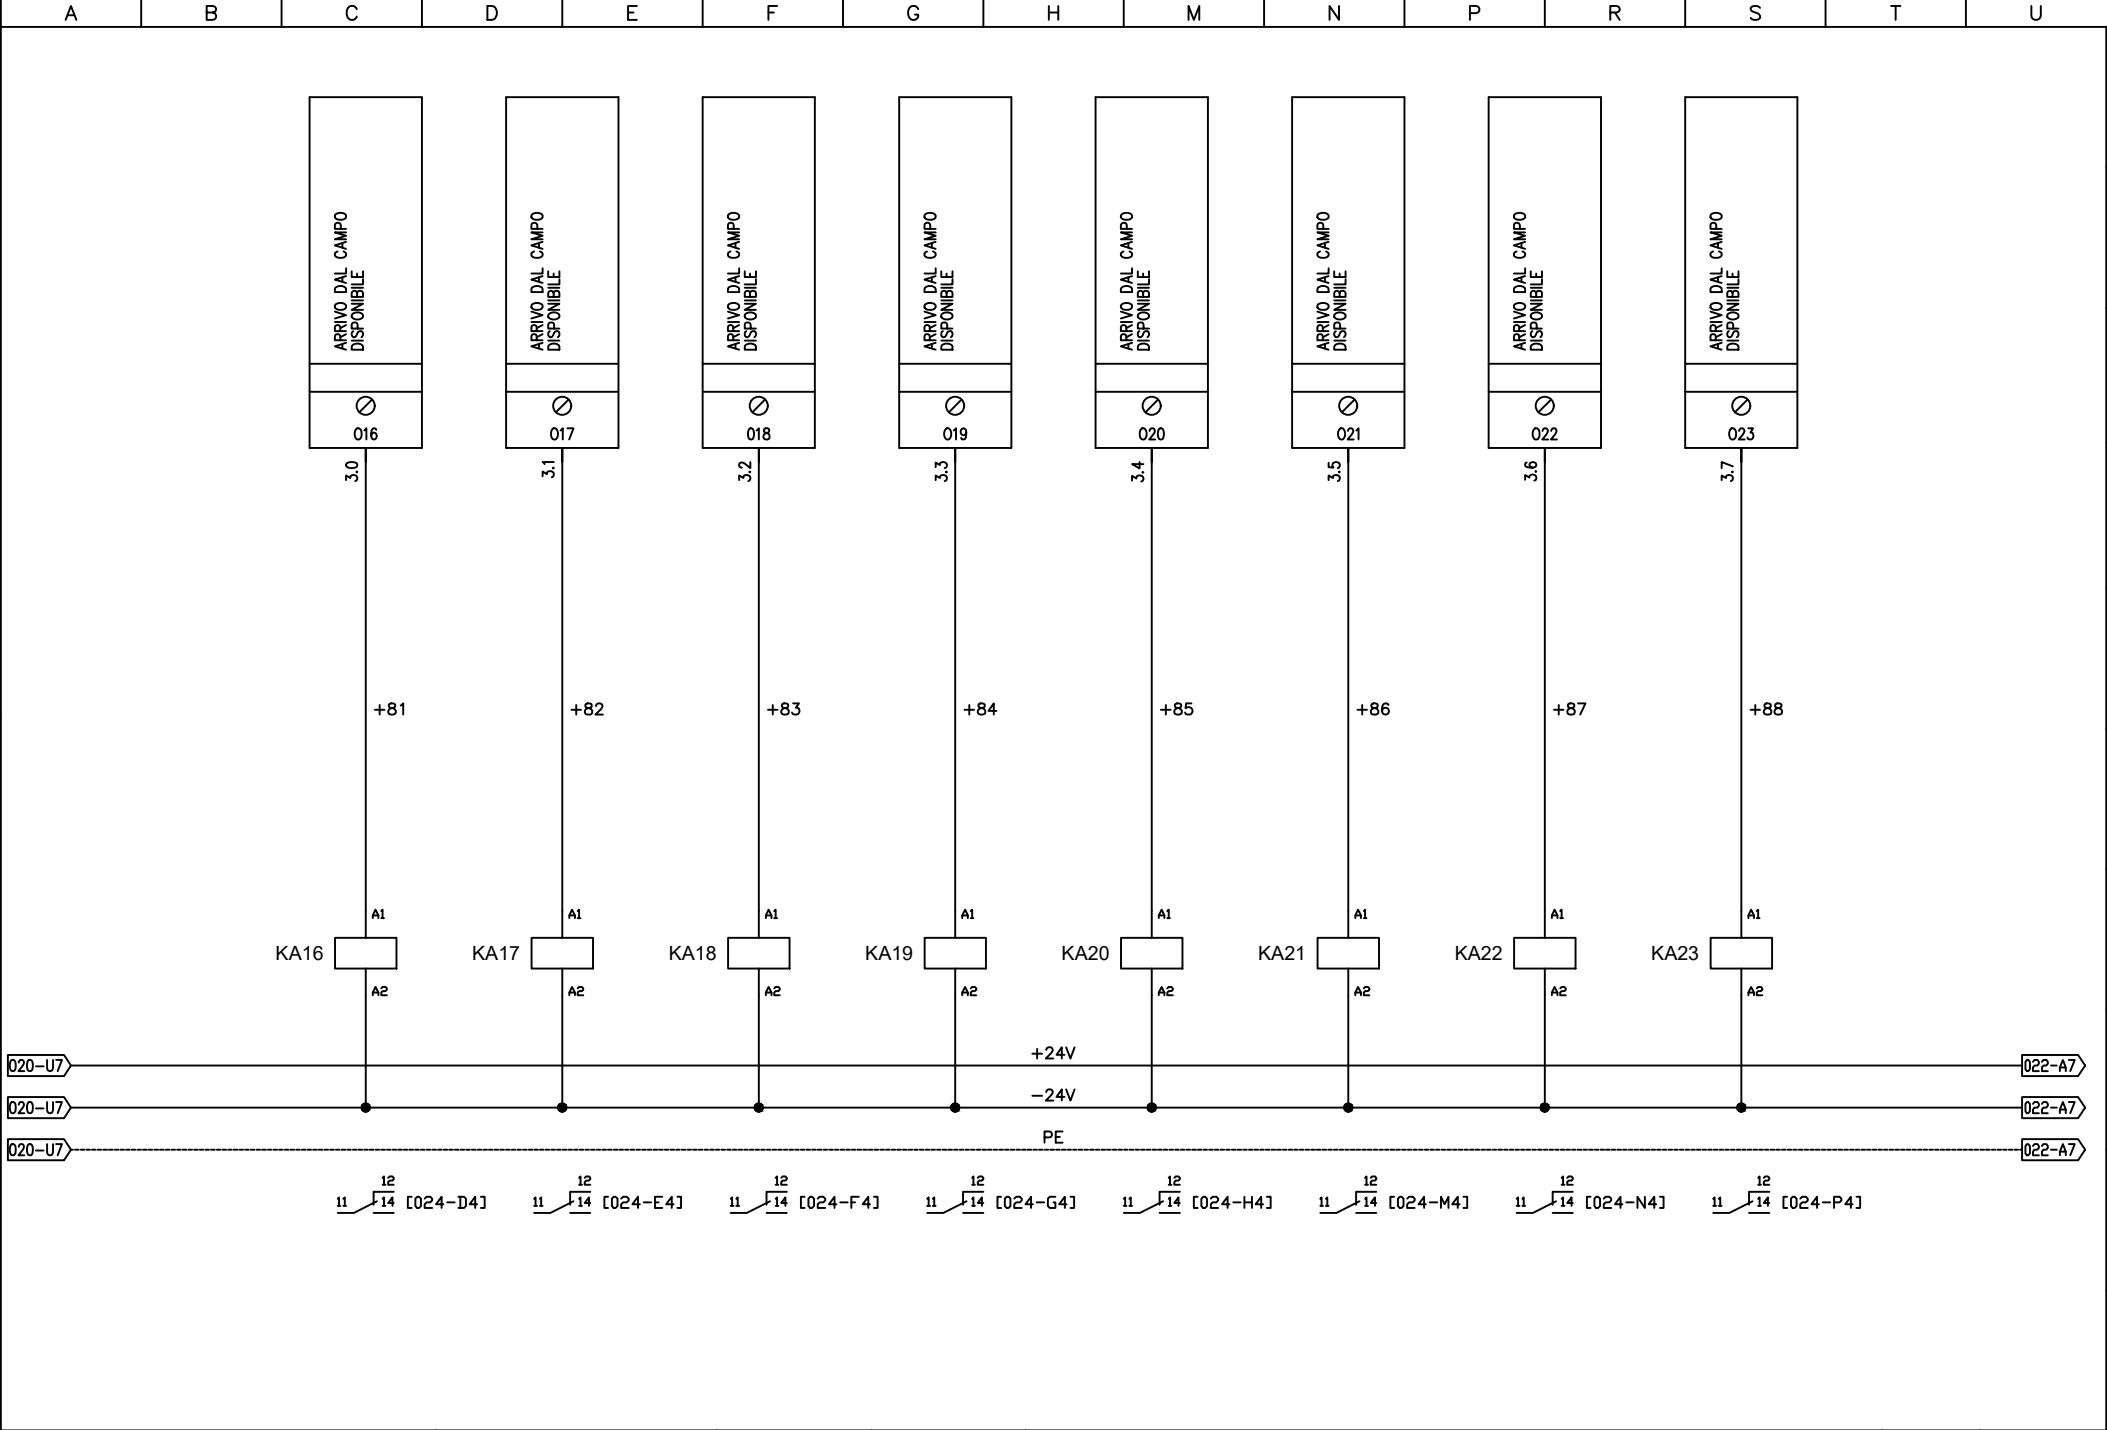 A B C D E F G H M N P R S T U
ARRIVO DAL CAMPO
DISPONIBILE
ARRIVO DAL CAMPO
DISPONIBILE
ARRIVO DAL CAMPO
DISPONIBILE
ARRIVO DAL CAMPO
DISPONIBILE
ARRIVO DAL CAMPO
DISPONIBILE
ARRIVO DAL CAMPO
DISPONIBILE
ARRIVO DAL CAMPO
DISPONIBILE
ARRIVO DAL CAMPO
DISPONIBILE
016 017 018 019 020 021 022 023
3.0 3.1 3.2 3.3 3.4 3.5 3.6 3.7
+81 +82 +83 +84 +85 +86 +87 +88
A1 A1 A1 A1 A1 A1 A1 A1
KA16 KA17 KA18 KA19 KA20 KA21 KA22 KA23
A2 A2 A2 A2 A2 A2 A2 A2
+24V
020-U7 022-A7
-24V
020-U7 022-A7
PE
020-U7 022-A7
12 12 12 12 12 12 12 12
11 14 [024-D4] 11 14 [024-E4] 11 14 [024-F4] 11 14 [024-G4] 11 14 [024-H4] 11 14 [024-M4] 11 14 [024-N4] 11 14 [024-P4]